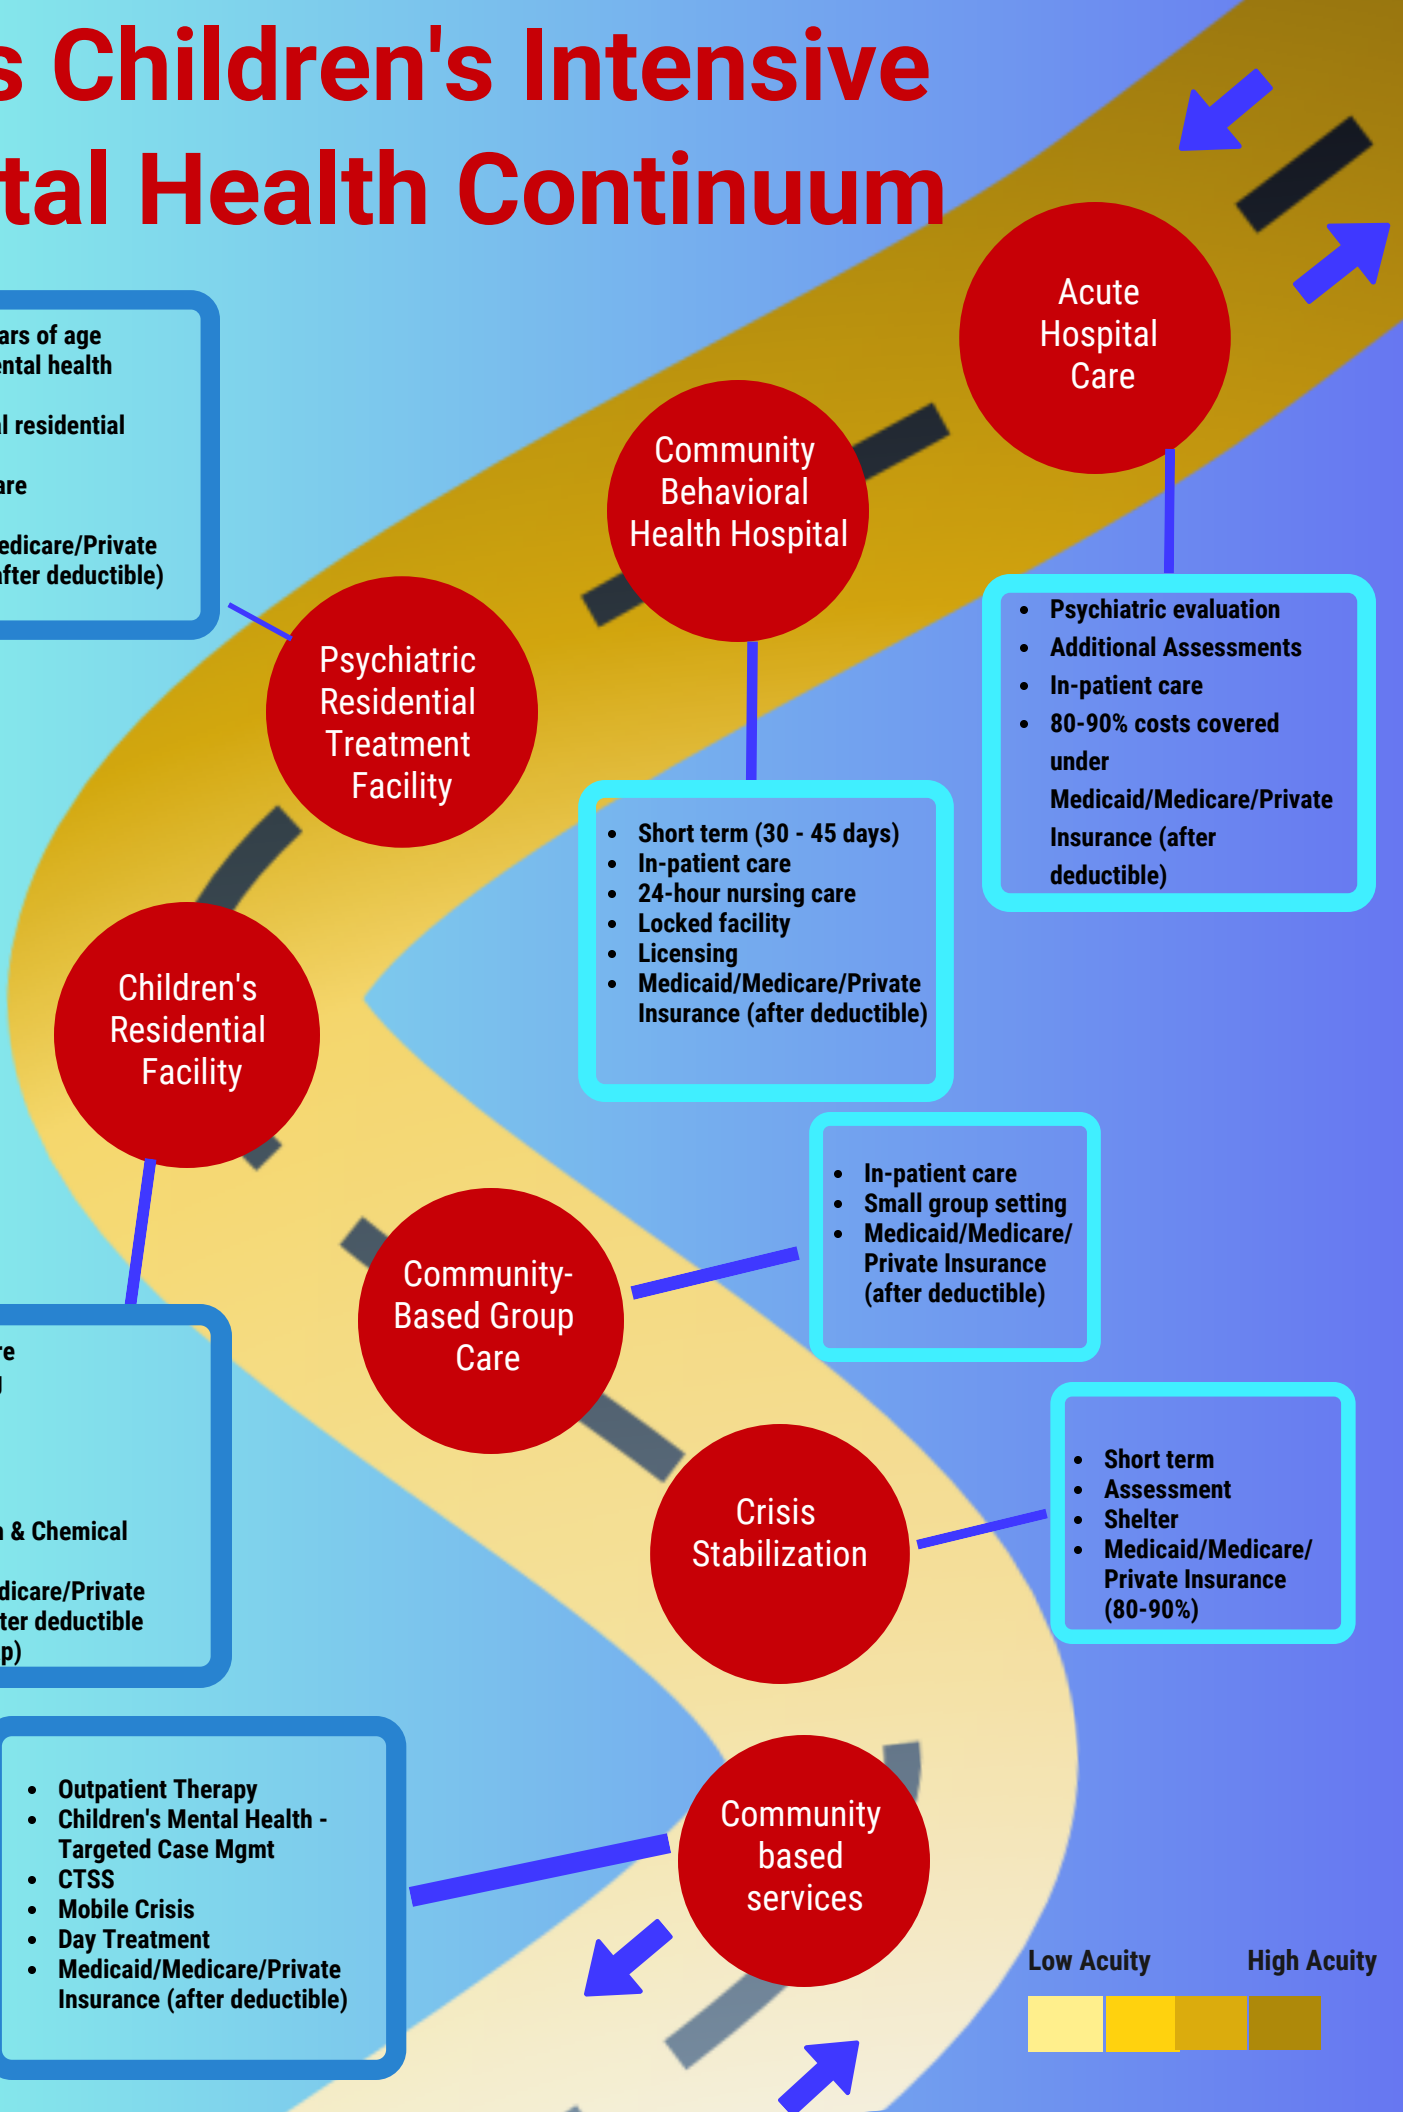 s Children's Intensive
tal Health Continuum
Acute
Hospital
Care
Community
Behavioral
Health Hospital
ars of age
ental health
al residential
are
edicare/Private
after deductible)
Psychiatric
Residential
Treatment
Facility
• Psychiatric evaluation
• Additional Assessments
• In-patient care
• 80-90% costs covered
under
Medicaid/Medicare/Private
Insurance (after
deductible)
• Short term (30 - 45 days)
• In-patient care
• 24-hour nursing care
• Locked facility
• Licensing
• Medicaid/Medicare/Private
Insurance (after deductible)
Children's
Residential
Facility
• In-patient care
• Small group setting
• Medicaid/Medicare/
Private Insurance
(after deductible)
Community-
Based Group
Care
re
g
& Chemical
dicare/Private
ter deductible
p)
Crisis
Stabilization
• Short term
• Assessment
• Shelter
• Medicaid/Medicare/
Private Insurance
(80-90%)
• Outpatient Therapy
• Children's Mental Health -
Targeted Case Mgmt
• CTSS
• Mobile Crisis
• Day Treatment
• Medicaid/Medicare/Private
Insurance (after deductible)
Community
based
services
Low Acuity High Acuity